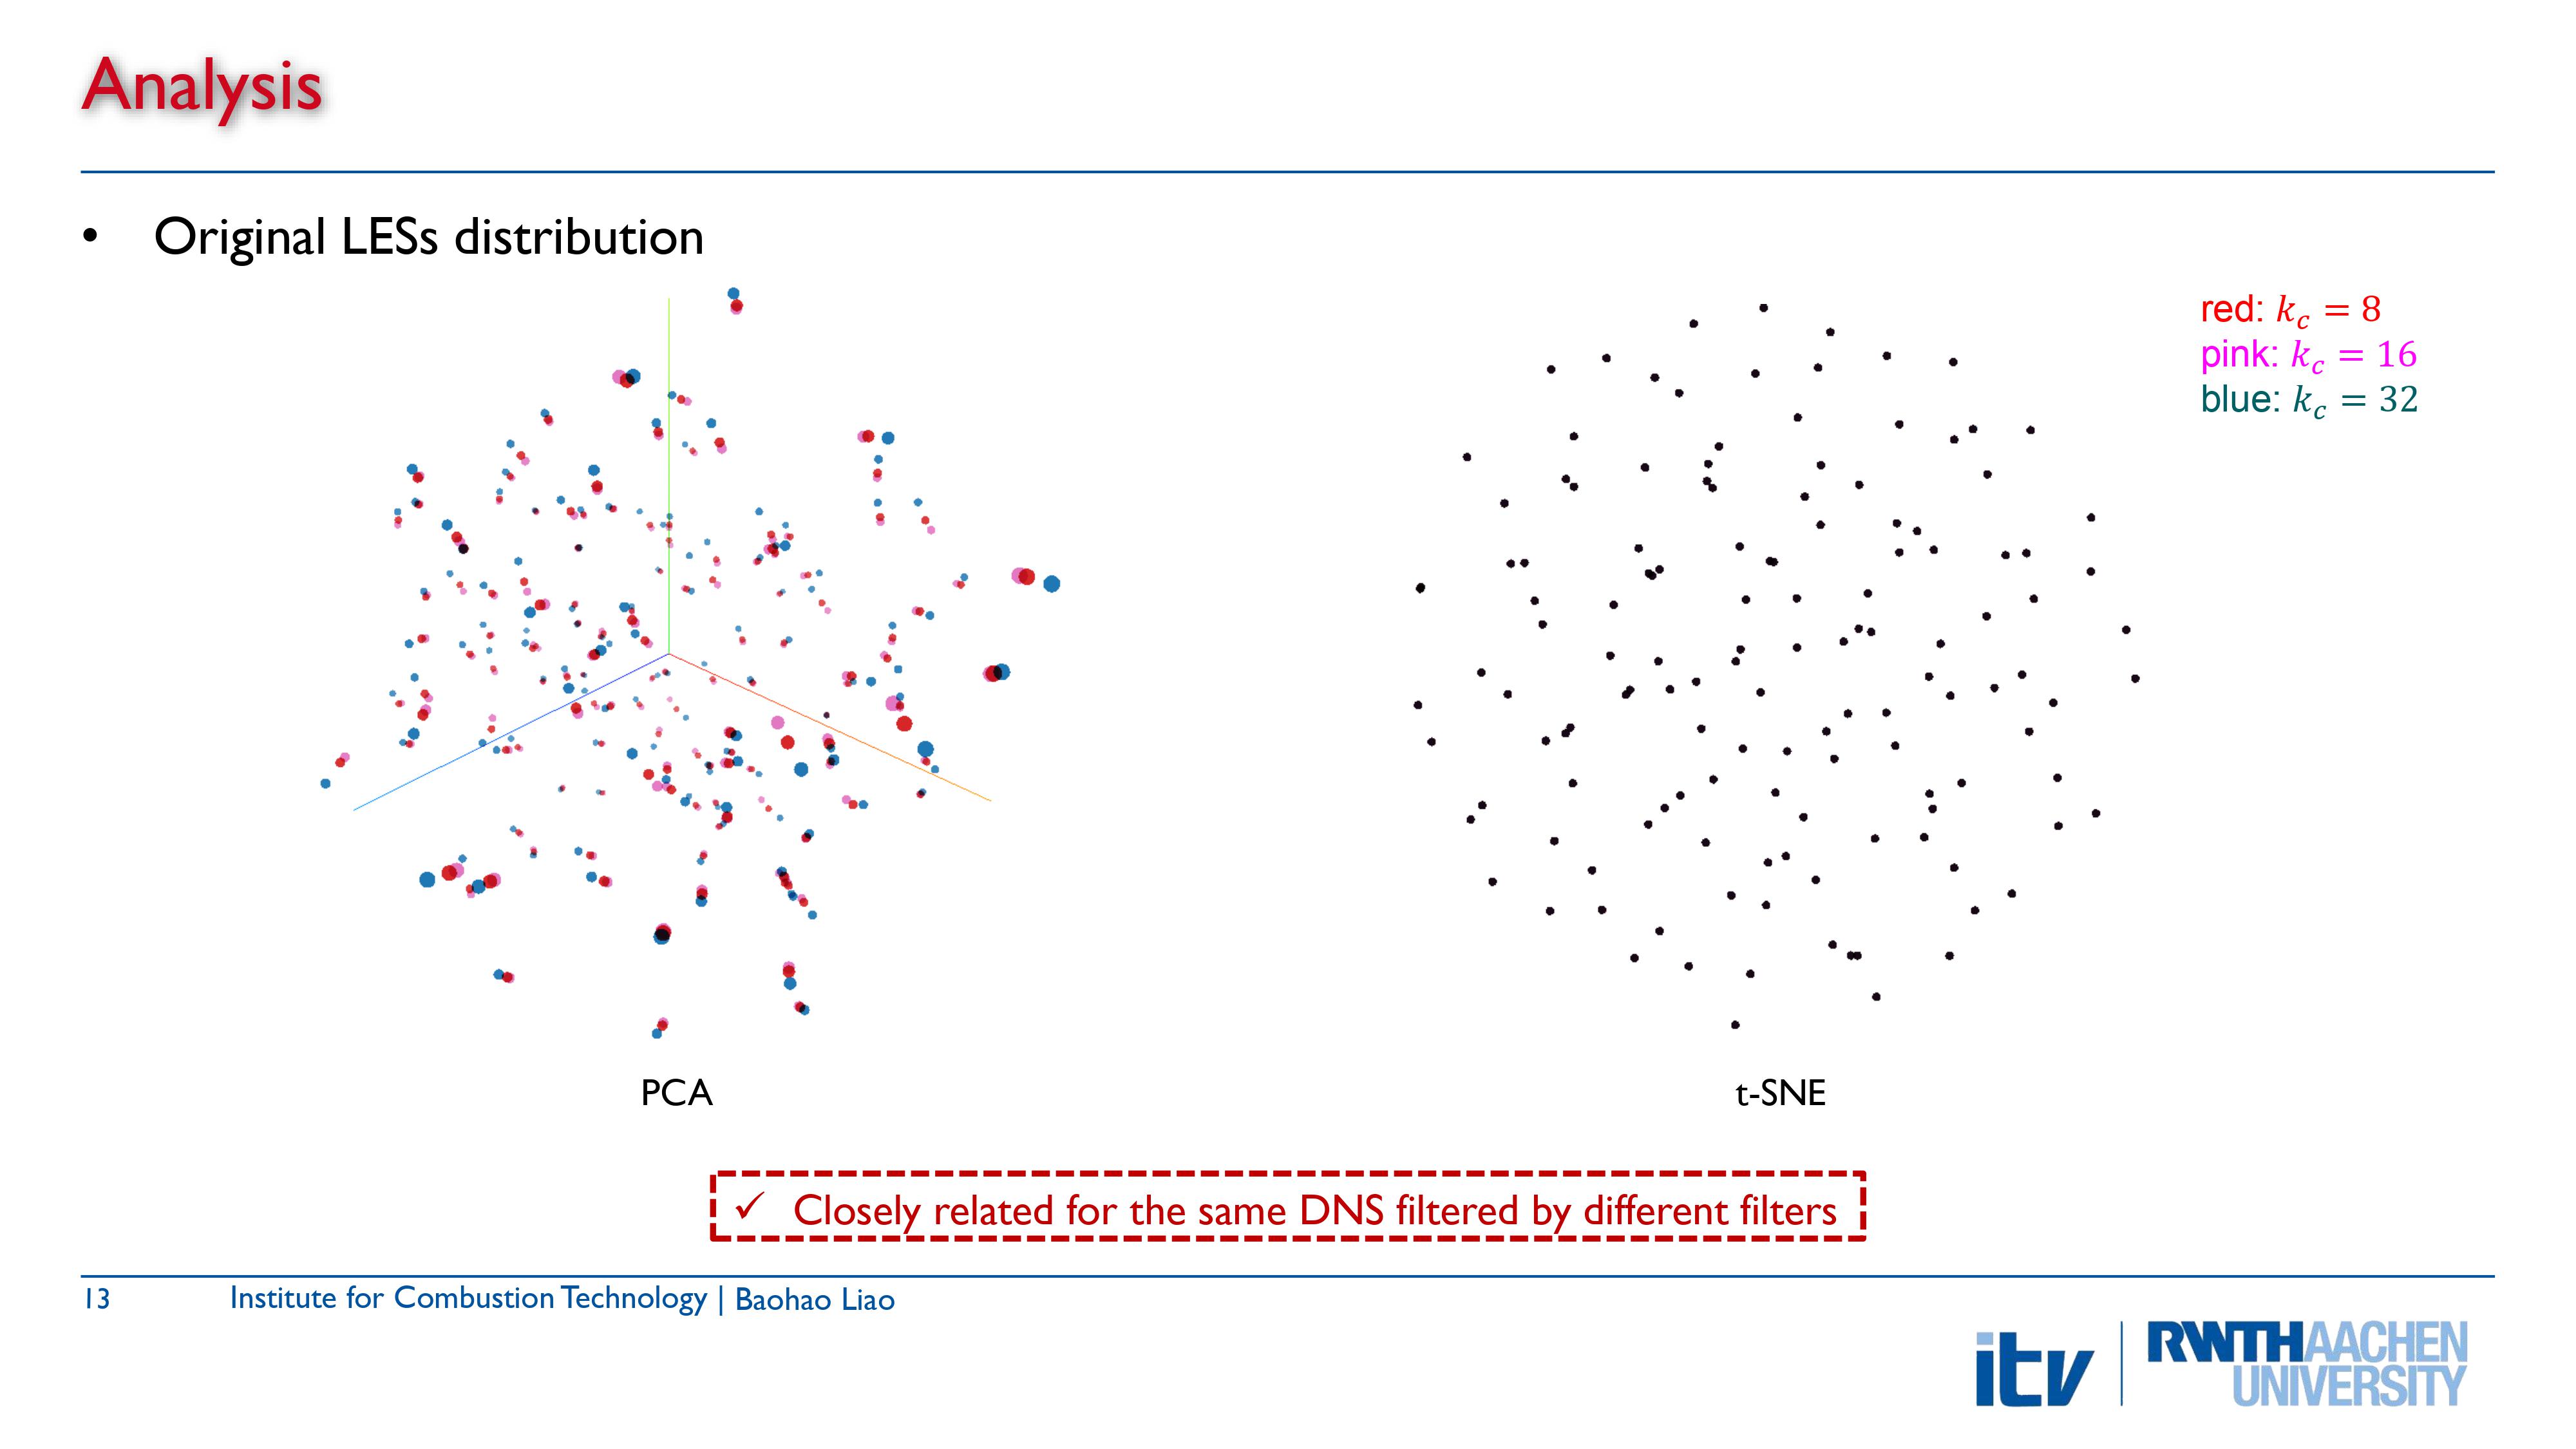 Analysis
• Original LESs distribution
red: k_c = 8
pink: k_c = 16
blue: k_c = 32
PCA
t-SNE
✓ Closely related for the same DNS filtered by different filters
13 Institute for Combustion Technology | Baohao Liao
itv | RWTHAACHEN
UNIVERSITY